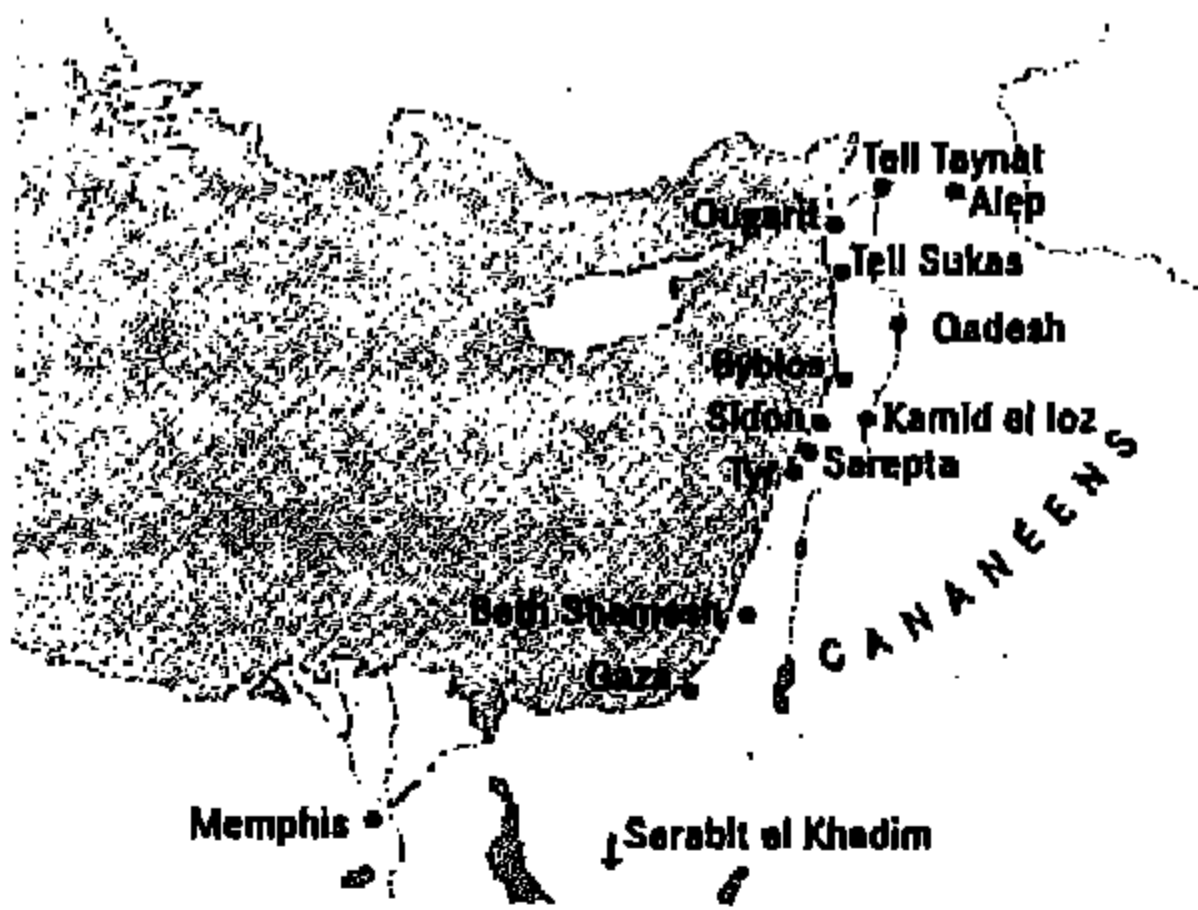 Tell Taynat
Alep
Ougarit
Tell Sukas
Qadesh
Byblos
Sidon
Kamid el loz
Sarepta
Tyr
CANANÉENS
Beth Shemesh
Gaza
Memphis
Serabit el Khadim